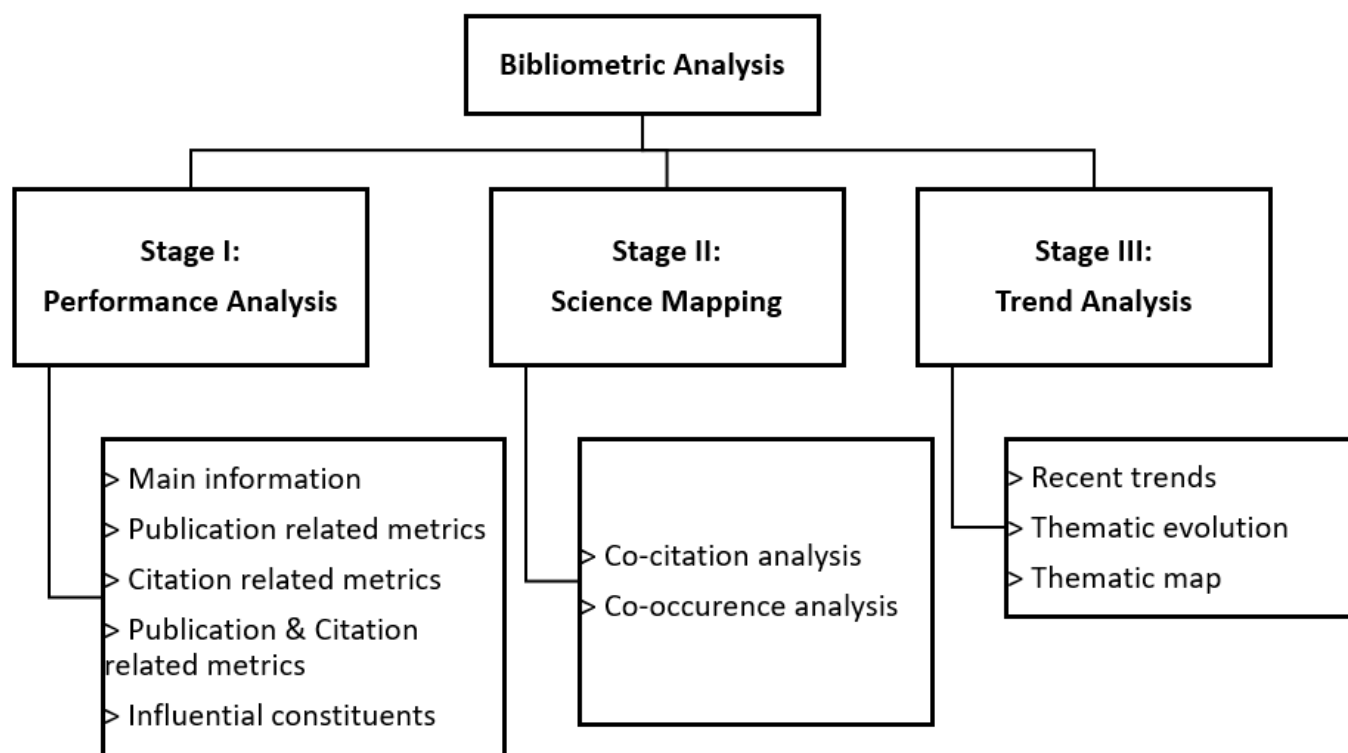 Bibliometric Analysis
Stage I:
Performance Analysis
> Main information
> Publication related metrics
> Citation related metrics
> Publication & Citation
related metrics
> Influential constituents
Stage II:
Science Mapping
> Co-citation analysis
> Co-occurence analysis
Stage III:
Trend Analysis
> Recent trends
> Thematic evolution
> Thematic map